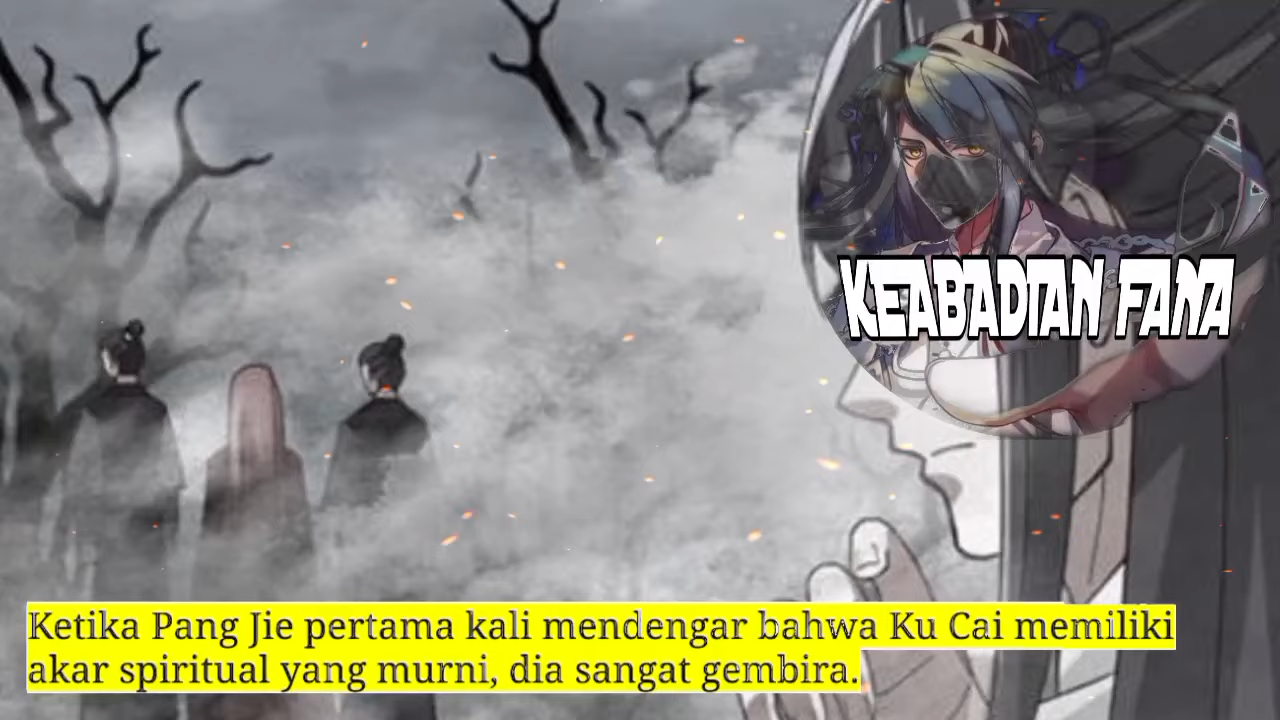 KEABADIAN FANA
Ketika Pang Jie pertama kali mendengar bahwa Ku Cai memiliki
akar spiritual yang murni, dia sangat gembira.